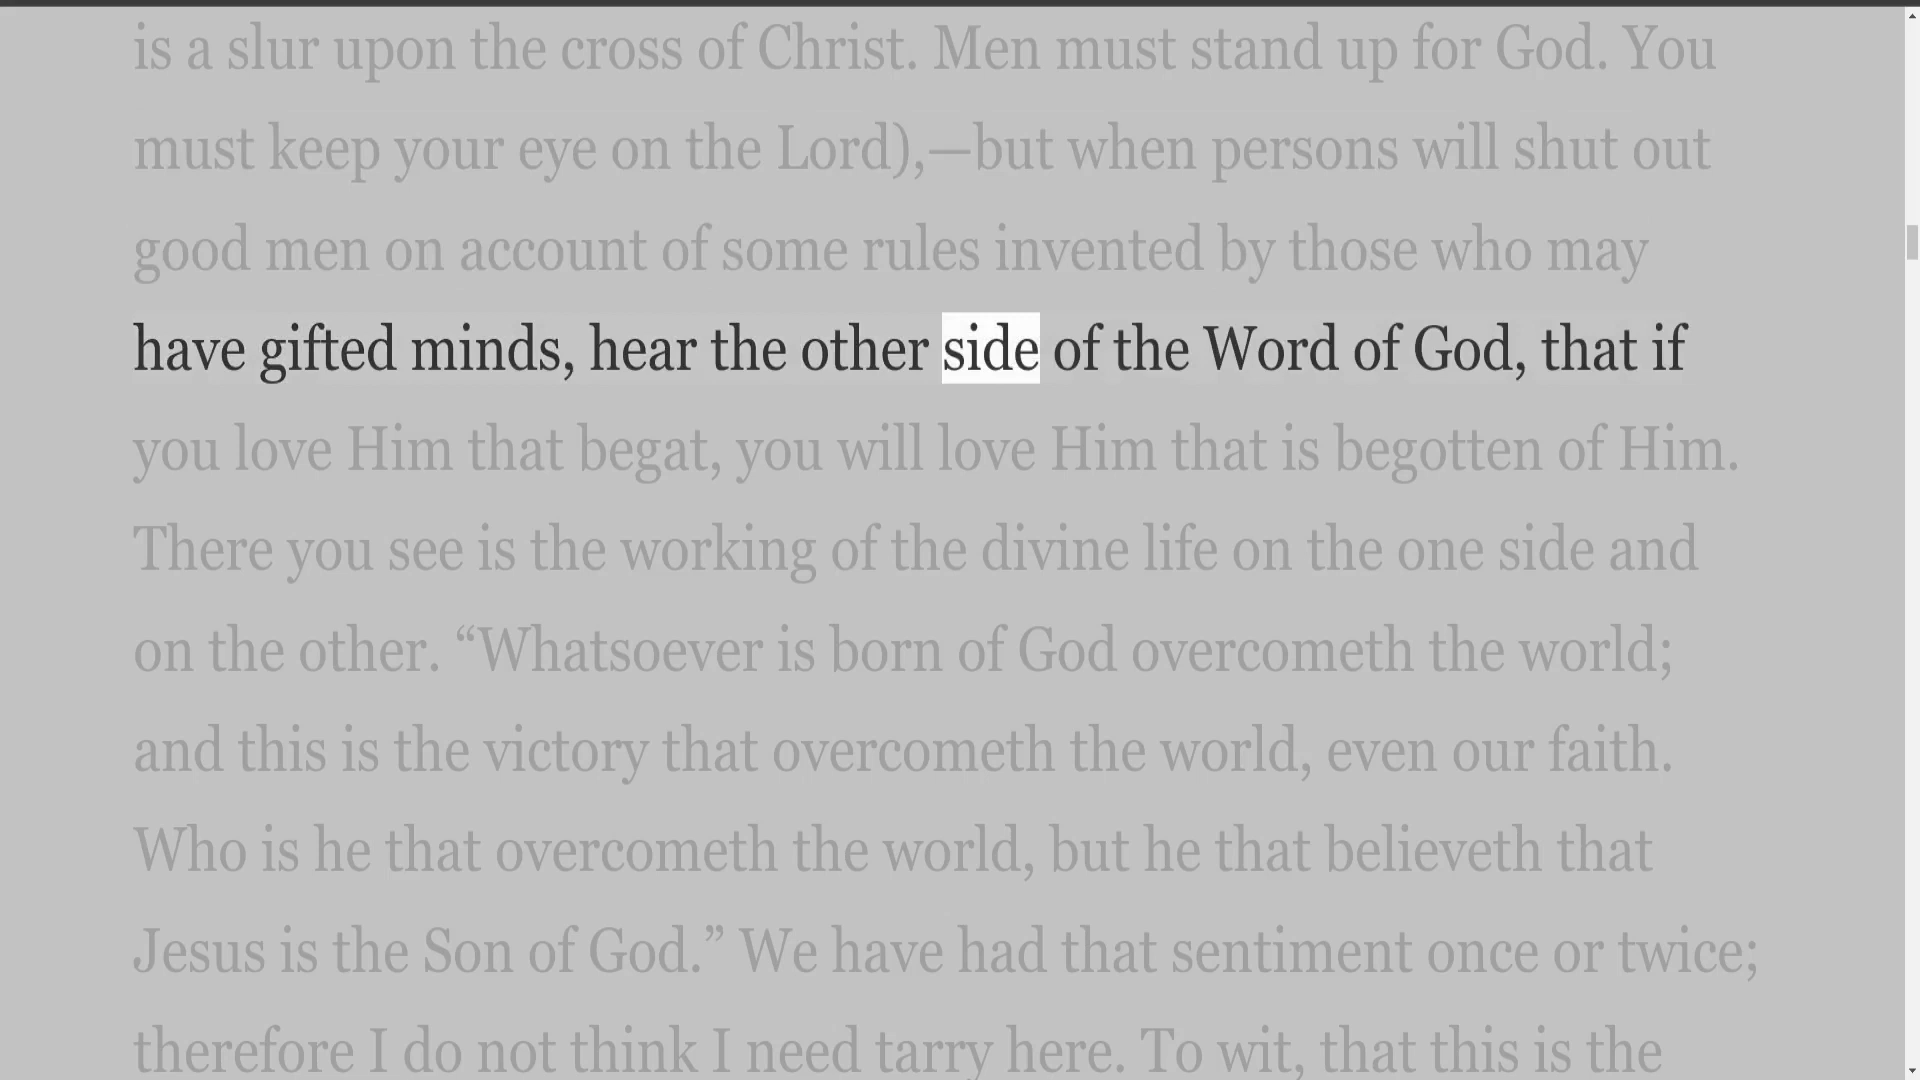 is a slur upon the cross of Christ. Men must stand up for God. You
must keep your eye on the Lord),—but when persons will shut out
good men on account of some rules invented by those who may
have gifted minds, hear the other side of the Word of God, that if
you love Him that begat, you will love Him that is begotten of Him.
There you see is the working of the divine life on the one side and
on the other. “Whatsoever is born of God overcometh the world;
and this is the victory that overcometh the world, even our faith.
Who is he that overcometh the world, but he that believeth that
Jesus is the Son of God.” We have had that sentiment once or twice;
therefore I do not think I need tarry here. To wit, that this is the